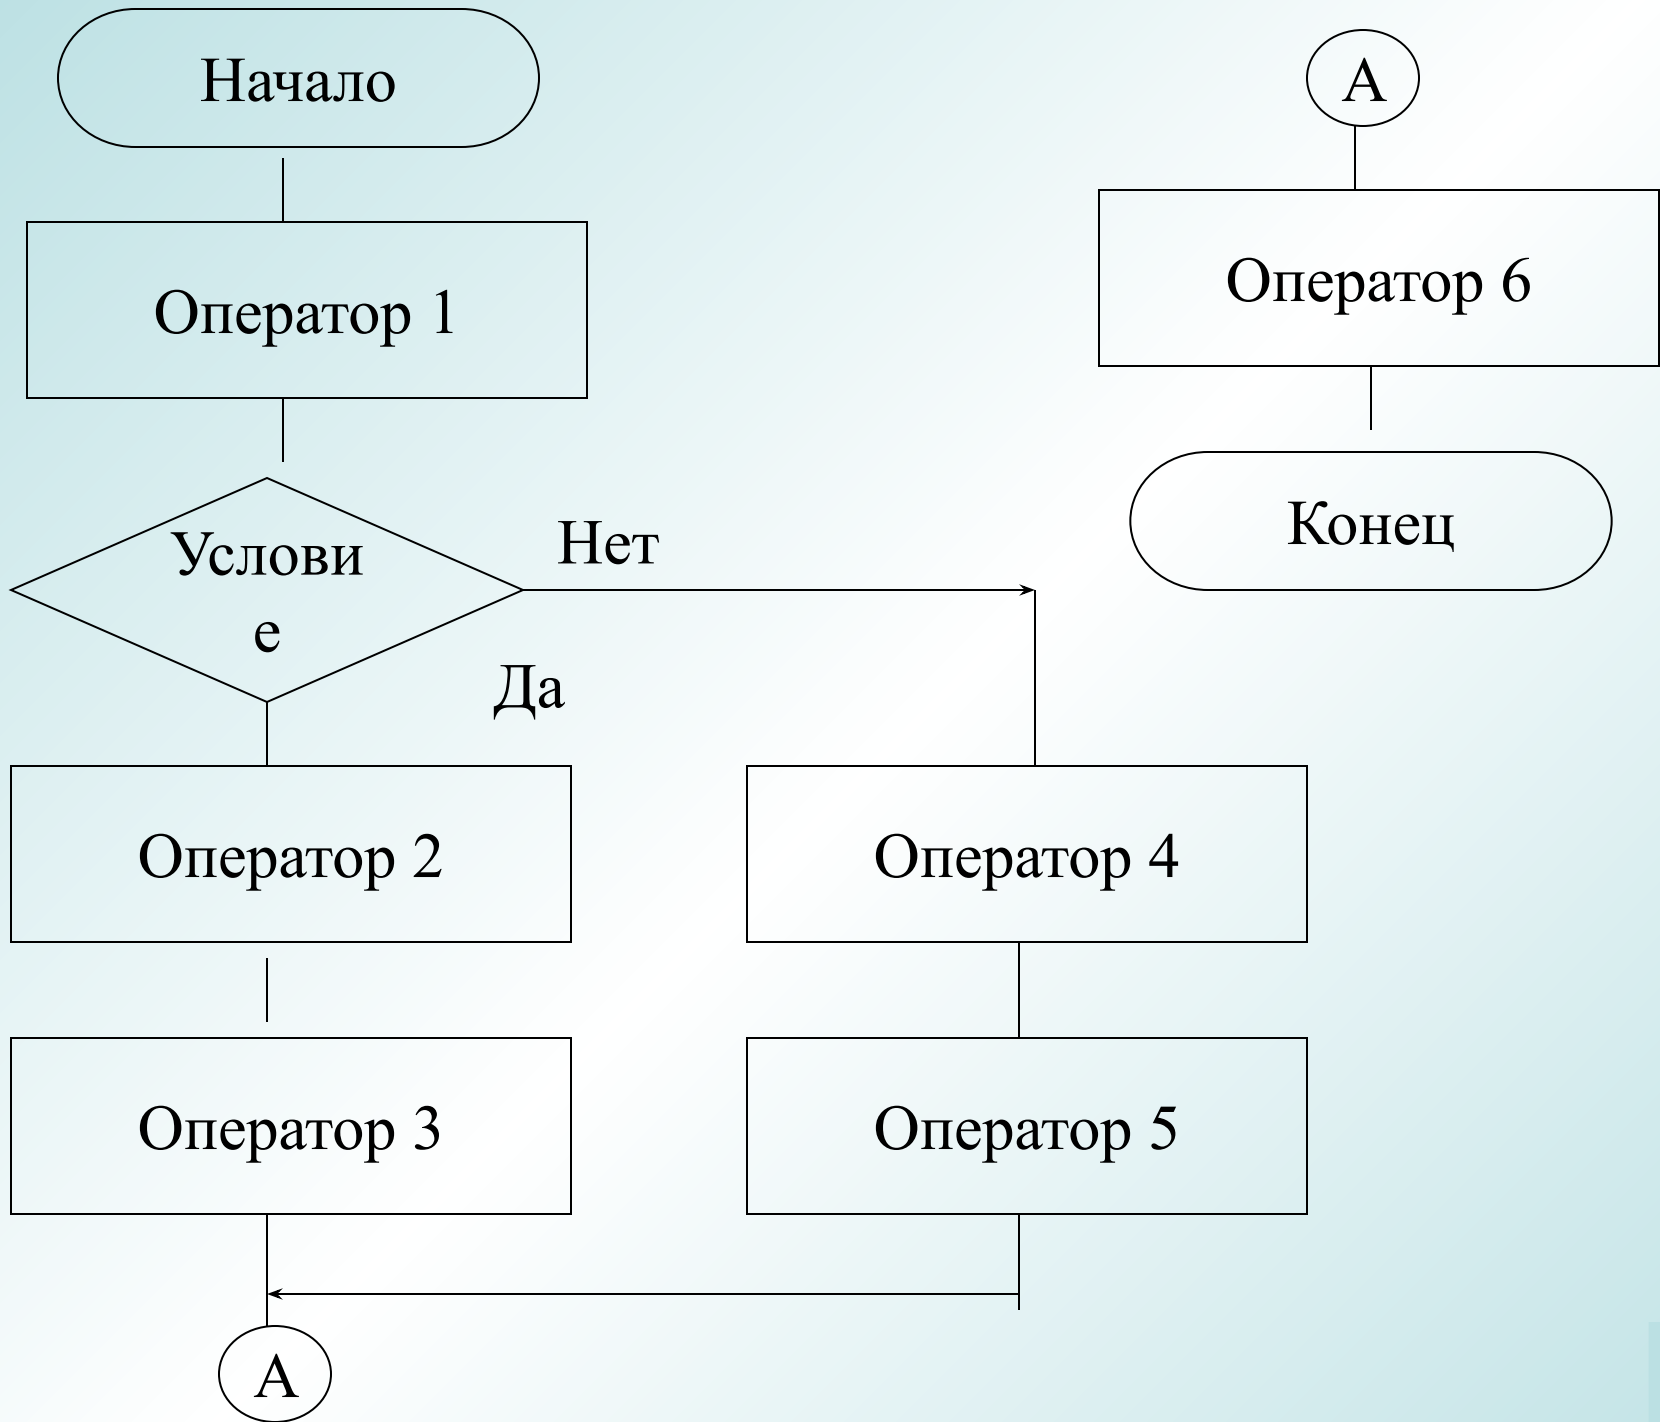 Начало
Оператор 1
Услови
е
Нет
Да
Оператор 2
Оператор 3
Оператор 4
Оператор 5
А
А
Оператор 6
Конец